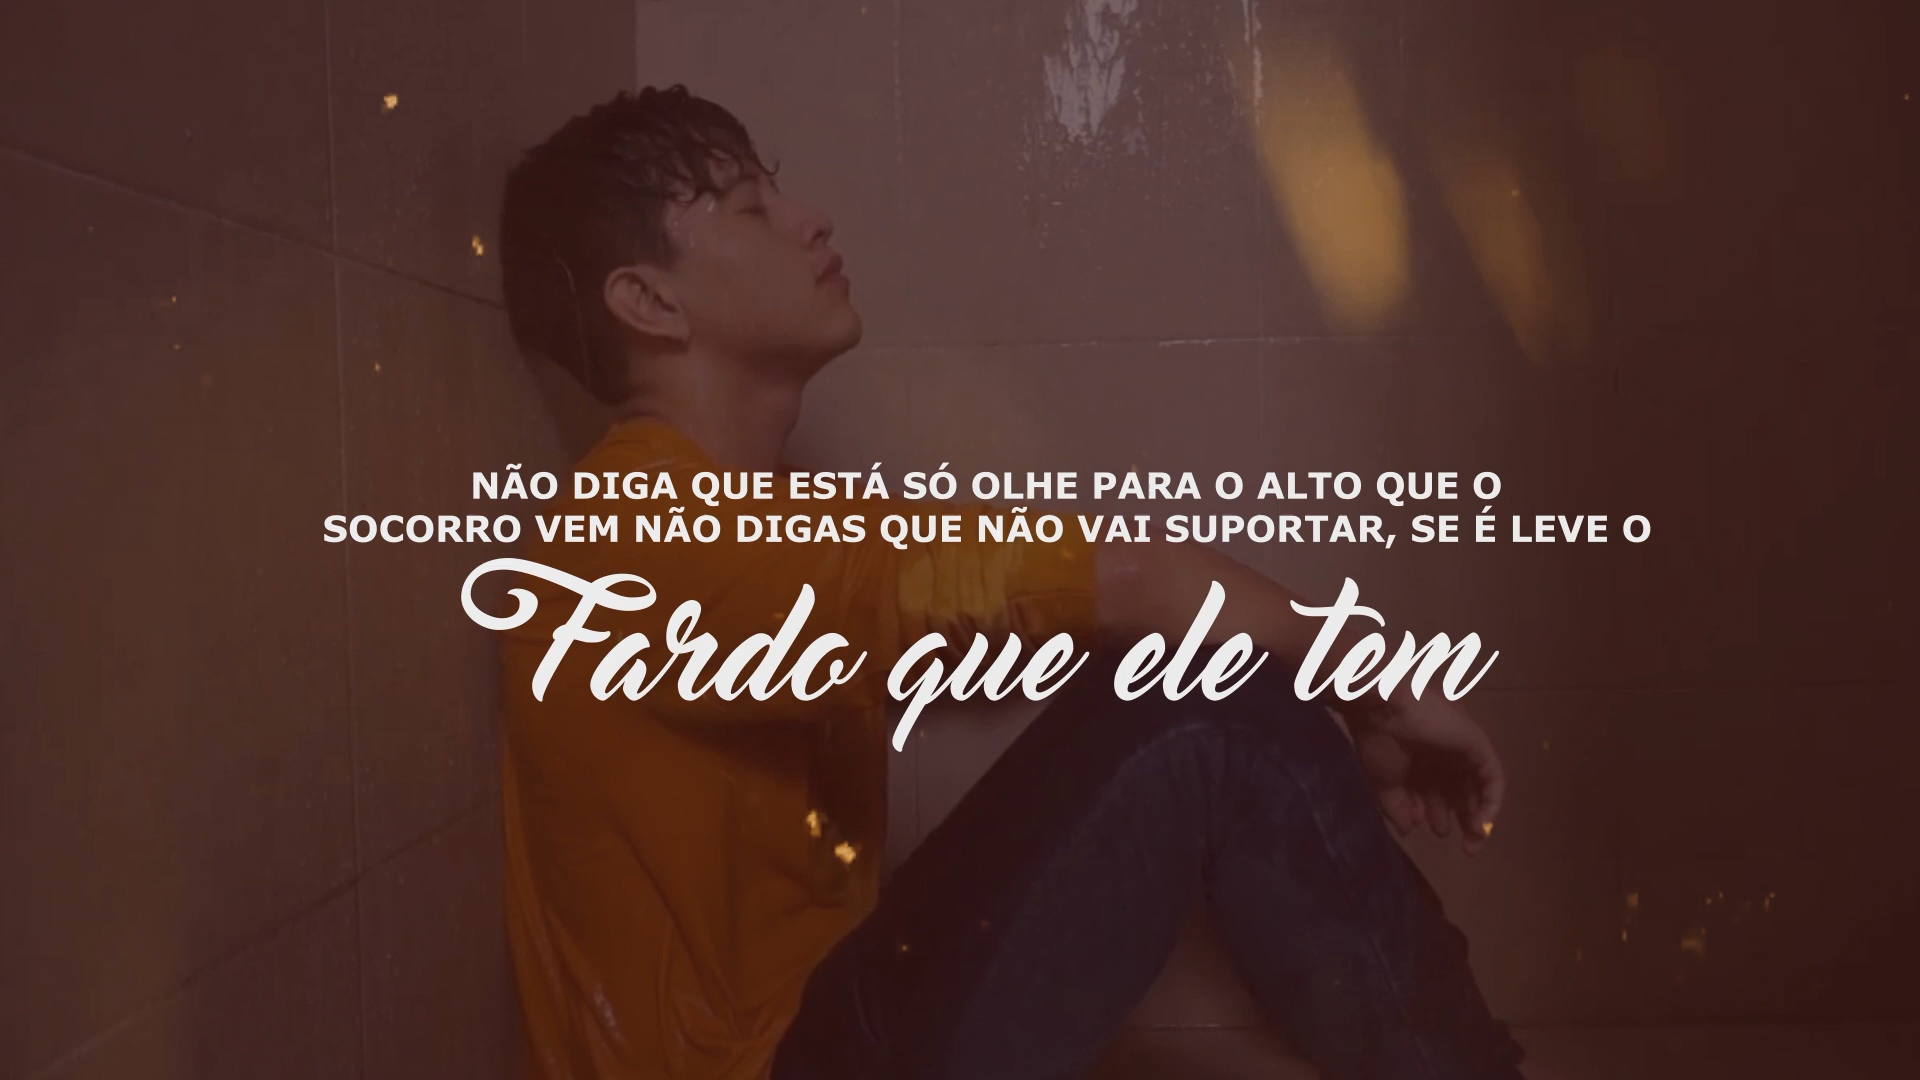 NÃO DIGA QUE ESTÁ SÓ OLHE PARA O ALTO QUE O
SOCORRO VEM NÃO DIGAS QUE NÃO VAI SUPORTAR, SE É LEVE O
Fardo que ele tem